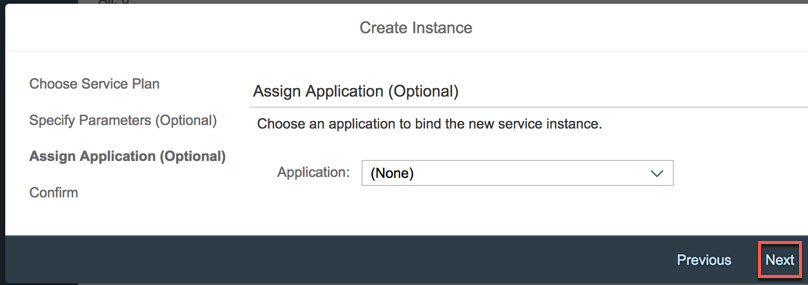 Create Instance
Choose Service Plan
Specify Parameters (Optional)
Assign Application (Optional)
Confirm
Assign Application (Optional)
Choose an application to bind the new service instance.
Application:
(None)
Previous
Next